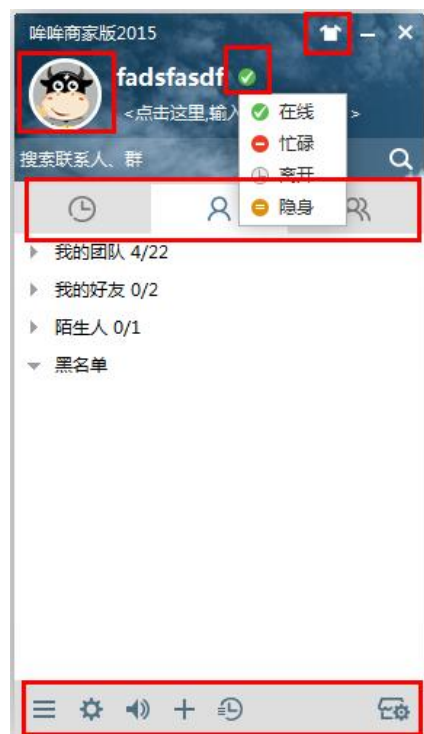 哞哞商家版2015
fadsfasdf
<点击这里,输入 >
在线
忙碌
搜索联系人、群
离开
隐身
我的团队 4/22
我的好友 0/2
陌生人 0/1
黑名单